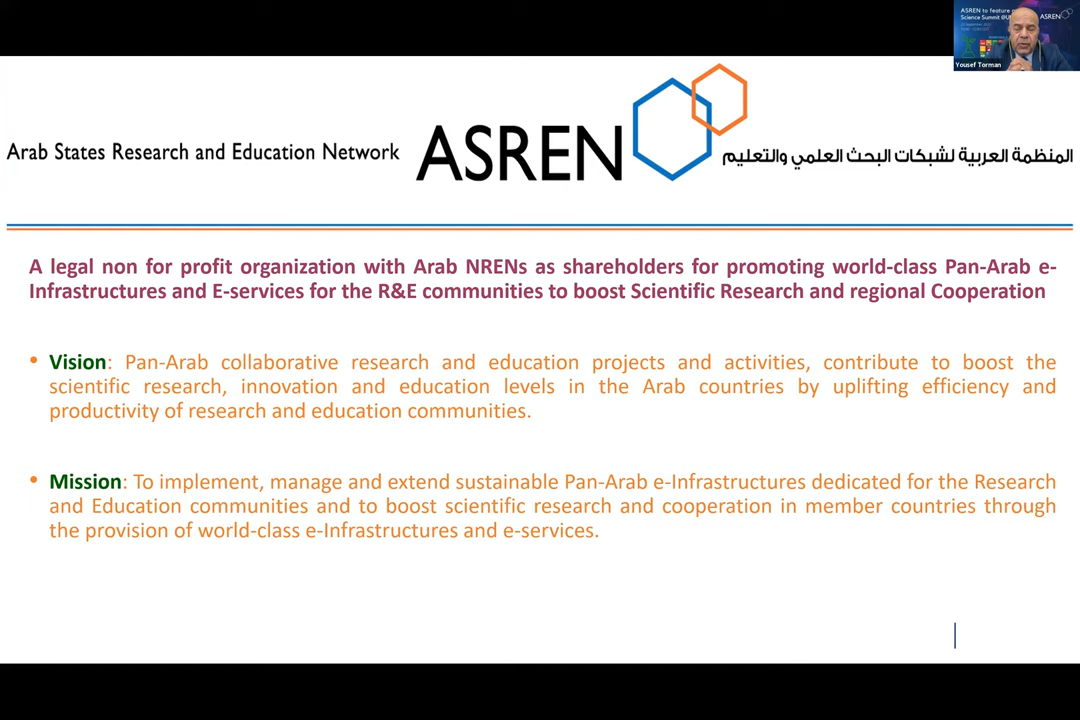 ASREN to feature
Science Summit @U
ASREN
Yousef Torman
Arab States Research and Education Network
ASREN
المنظمة العربية لشبكات البحث العلمي والتعليم
A legal non for profit organization with Arab NRENs as shareholders for promoting world-class Pan-Arab e-
Infrastructures and E-services for the R&E communities to boost Scientific Research and regional Cooperation
• Vision: Pan-Arab collaborative research and education projects and activities, contribute to boost the
scientific research, innovation and education levels in the Arab countries by uplifting efficiency and
productivity of research and education communities.
• Mission: To implement, manage and extend sustainable Pan-Arab e-Infrastructures dedicated for the Research
and Education communities and to boost scientific research and cooperation in member countries through
the provision of world-class e-Infrastructures and e-services.